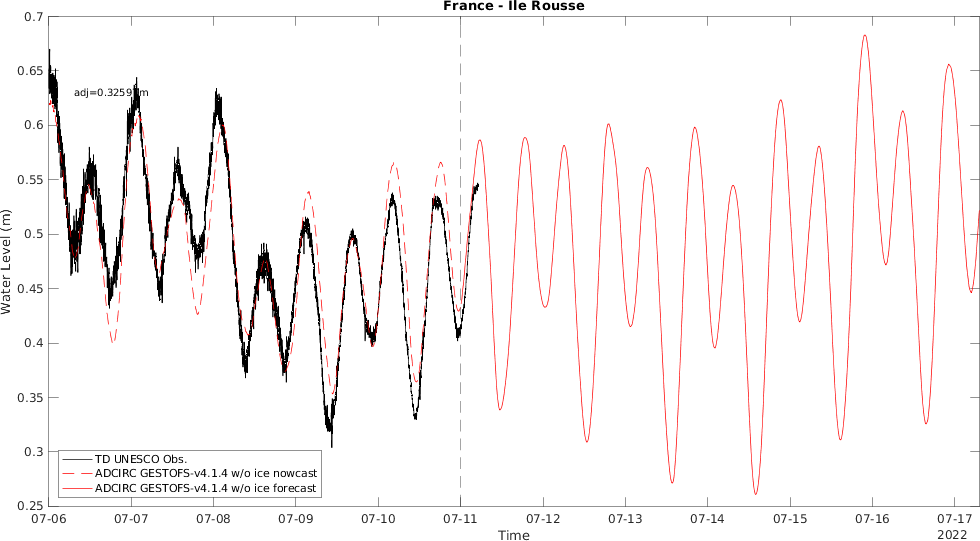 France - Ile Rousse
Water Level (m)
0.7
0.65
0.6
0.55
0.5
0.45
0.4
0.35
0.3
0.25
adj=0.3259 m
TD UNESCO Obs.
ADCIRC GESTOFS-v4.1.4 w/o ice nowcast
ADCIRC GESTOFS-v4.1.4 w/o ice forecast
07-06 07-07 07-08 07-09 07-10 07-11 07-12 07-13 07-14 07-15 07-16 07-17
Time
2022